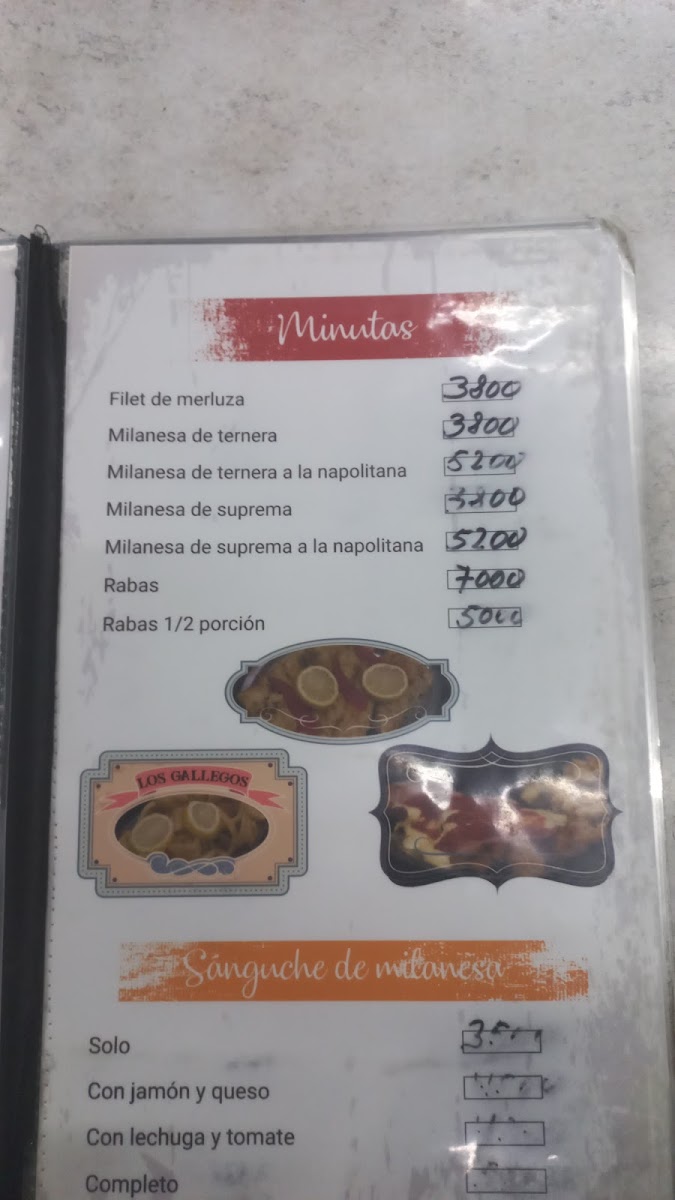 Minutas
Filet de merluza 3800
Milanesa de ternera 3800
Milanesa de ternera a la napolitana 5200
Milanesa de suprema 3800
Milanesa de suprema a la napolitana 5200
Rabas 7000
Rabas 1/2 porción 5000
LOS GALLEGOS
Sánguche de milanesa
Solo
Con jamón y queso
Con lechuga y tomate
Completo